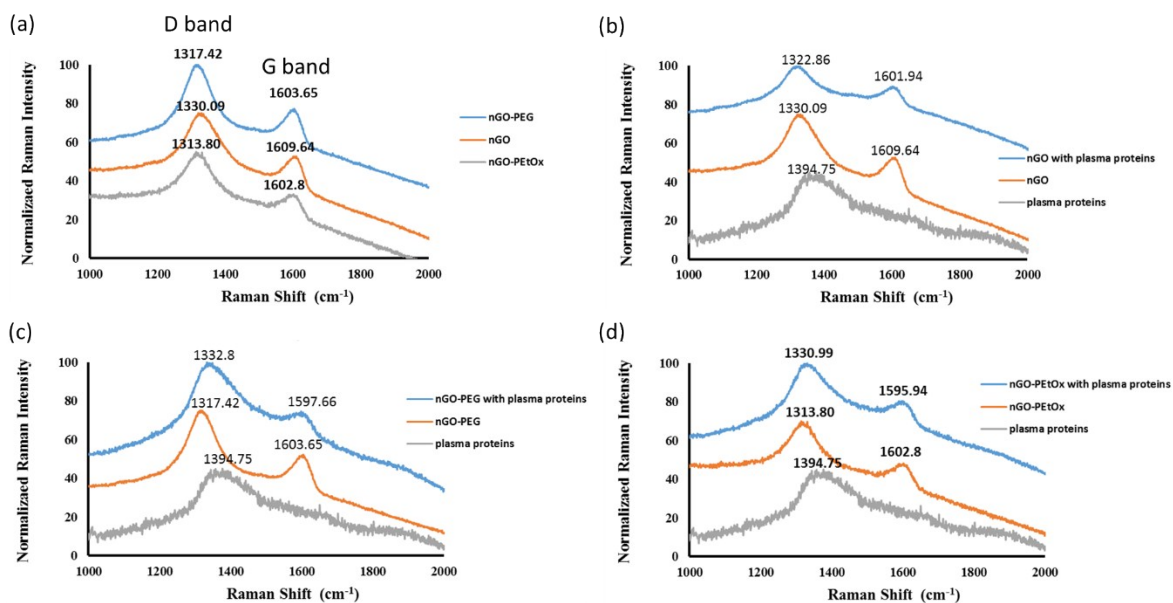 (a)
D band
1317.42
G band
1603.65
1330.09
1609.64
1313.80
1602.8
Normalizaed Raman Intensity
100
80
60
40
20
0
1000 1200 1400 1600 1800 2000
Raman Shift (cm-1)
nGO-PEG
nGO
nGO-PEtOx
(b)
1322.86
1601.94
1330.09
1609.64
1394.75
Normalizaed Raman Intensity
100
80
60
40
20
0
1000 1200 1400 1600 1800 2000
Raman Shift (cm-1)
nGO with plasma proteins
nGO
plasma proteins
(c)
1332.8
1597.66
1317.42
1603.65
1394.75
Normalizaed Raman Intensity
100
80
60
40
20
0
1000 1200 1400 1600 1800 2000
Raman Shift (cm-1)
nGO-PEG with plasma proteins
nGO-PEG
plasma proteins
(d)
1330.99
1595.94
1313.80
1602.8
1394.75
Normalizaed Raman Intensity
100
80
60
40
20
0
1000 1200 1400 1600 1800 2000
Raman Shift (cm-1)
nGO-PEtOx with plasma proteins
nGO-PEtOx
plasma proteins